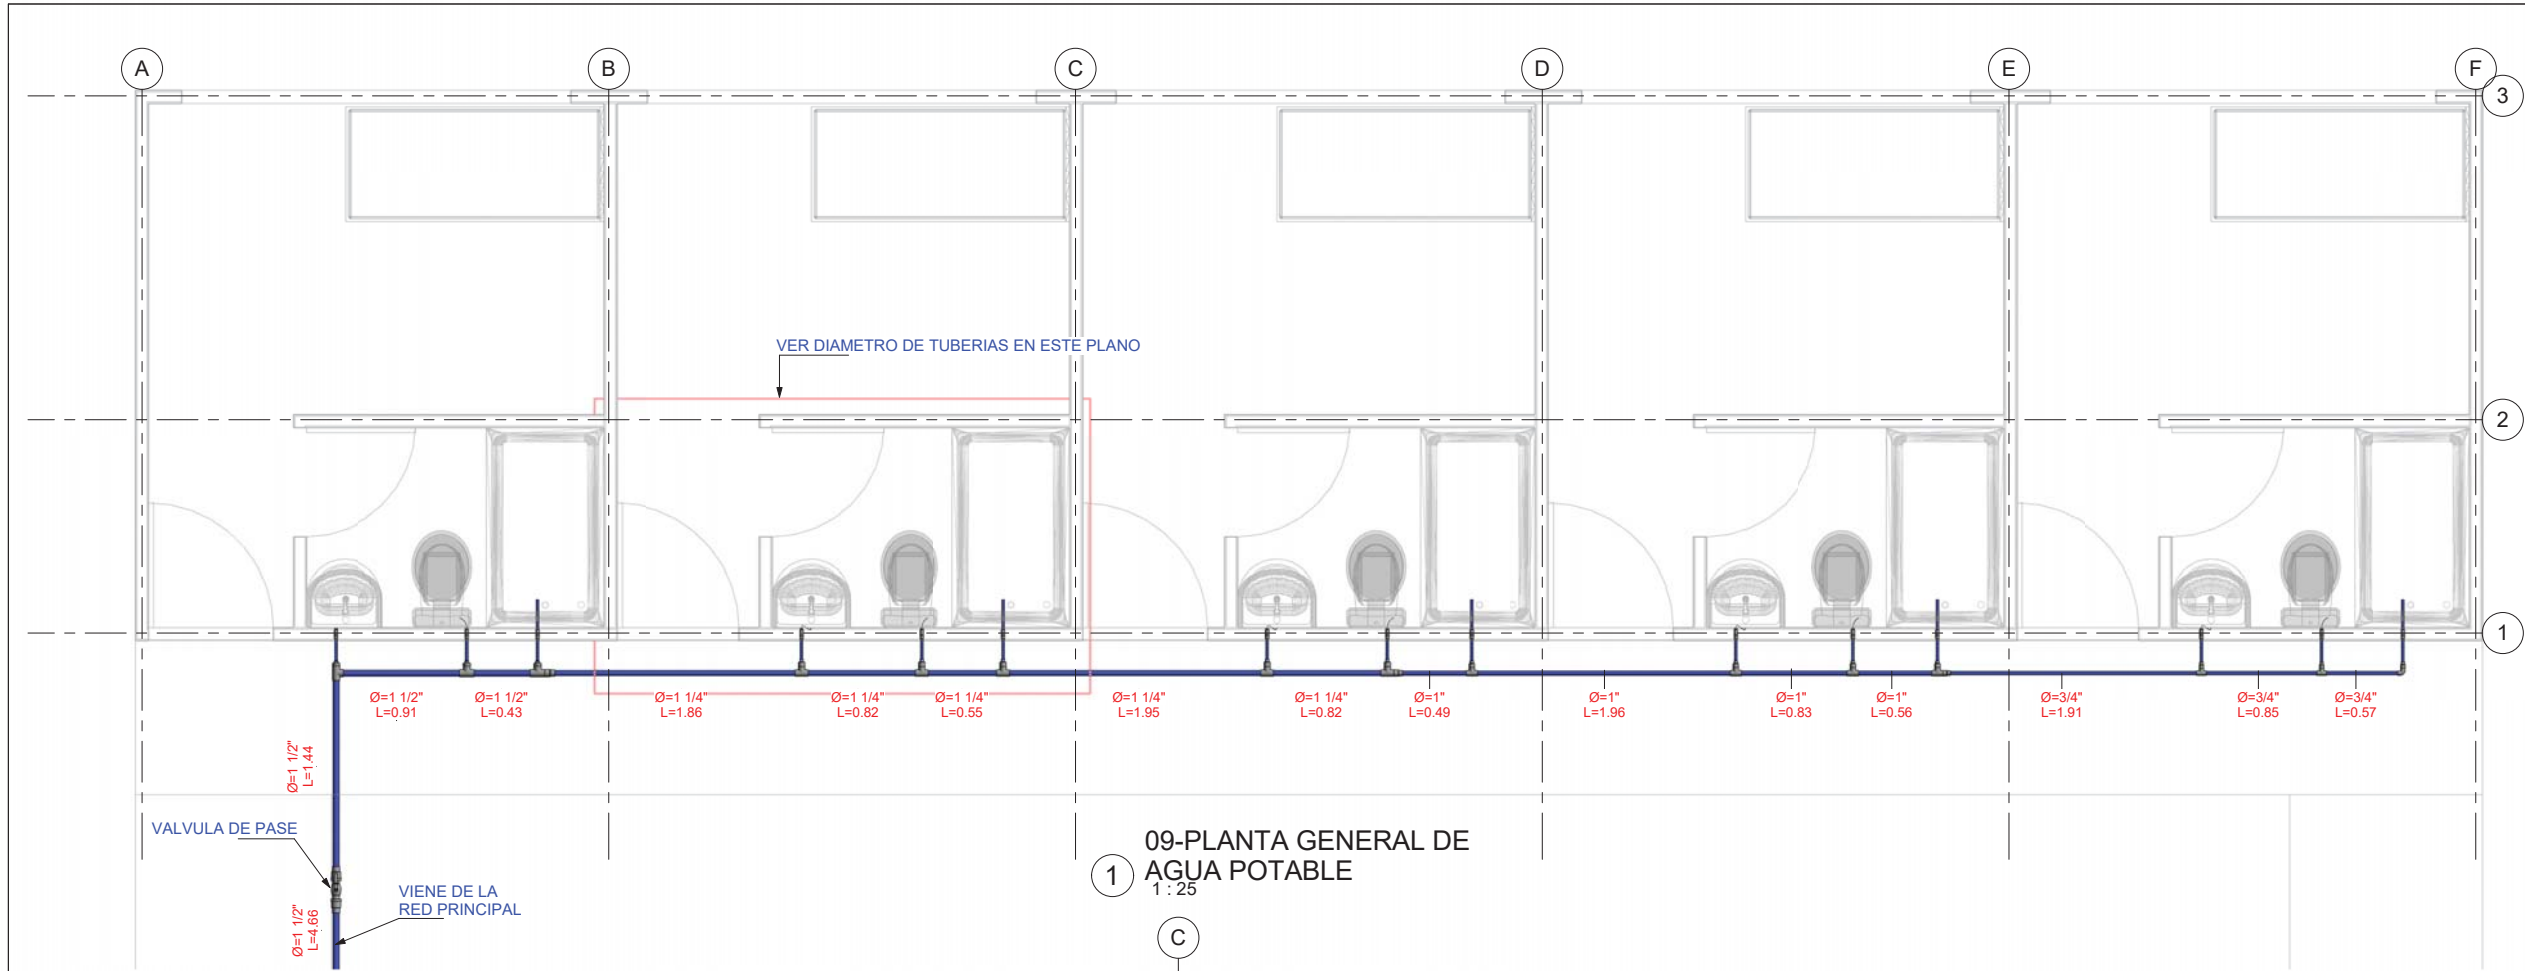 A
B
C
D
E
F
3
VER DIAMETRO DE TUBERIAS EN ESTE PLANO
2
1
Ø=1 1/2"
L=0.91
Ø=1 1/2"
L=0.43
Ø=1 1/4"
L=1.86
Ø=1 1/4"
L=0.82
Ø=1 1/4"
L=0.55
Ø=1 1/4"
L=1.95
Ø=1 1/4"
L=0.82
Ø=1"
L=0.49
Ø=1"
L=1.96
Ø=1"
L=0.83
Ø=1"
L=0.56
Ø=3/4"
L=1.91
Ø=3/4"
L=0.85
Ø=3/4"
L=0.57
Ø=1 1/2"
L=1.44
VALVULA DE PASE
VIENE DE LA
RED PRINCIPAL
Ø=1 1/2"
L=4.66
1
09-PLANTA GENERAL DE
AGUA POTABLE
1 : 25
C